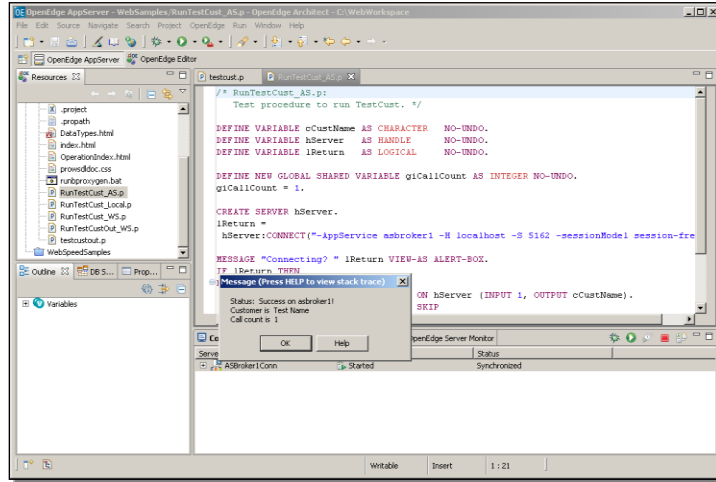 OpenEdge AppServer - WebSamples/RunTestCust_AS.p - OpenEdge Architect - C:\WebWorkspace
File Edit Source Navigate Search Project OpenEdge Run Window Help
OpenEdge AppServer OpenEdge Editor
Resources
.project
.propath
DataTypes.html
index.html
OperationIndex.html
prowsddoc.css
runbproxygen.bat
RunTestCust_AS.p
RunTestCust_Local.p
RunTestCust_WS.p
RunTestCustOut_WS.p
testcustout.p
WebSpeedSamples
Outline DB S... Prop...
Variables
testcust.p RunTestCust_AS.p
/* RunTestCust_AS.p:
Test procedure to run TestCust. */
DEFINE VARIABLE cCustName AS CHARACTER NO-UNDO.
DEFINE VARIABLE hServer AS HANDLE NO-UNDO.
DEFINE VARIABLE lReturn AS LOGICAL NO-UNDO.
DEFINE NEW GLOBAL SHARED VARIABLE giCallCount AS INTEGER NO-UNDO.
giCallCount = 1.
CREATE SERVER hServer.
lReturn =
hServer:CONNECT("-AppService asbroker1 -H localhost -S 5162 -sessionModel session-fre
MESSAGE "Connecting? " lReturn VIEW-AS ALERT-BOX.
IF lReturn THEN
ON hServer (INPUT 1, OUTPUT cCustName).
SKIP
Message (Press HELP to view stack trace)
Status: Success on asbroker1!
Customer is Test Name
Call count is 1
OK Help
Co penEdge Server Monitor
Serve Status
ASBroker1Conn Started Synchronized
Writable Insert 1 : 21